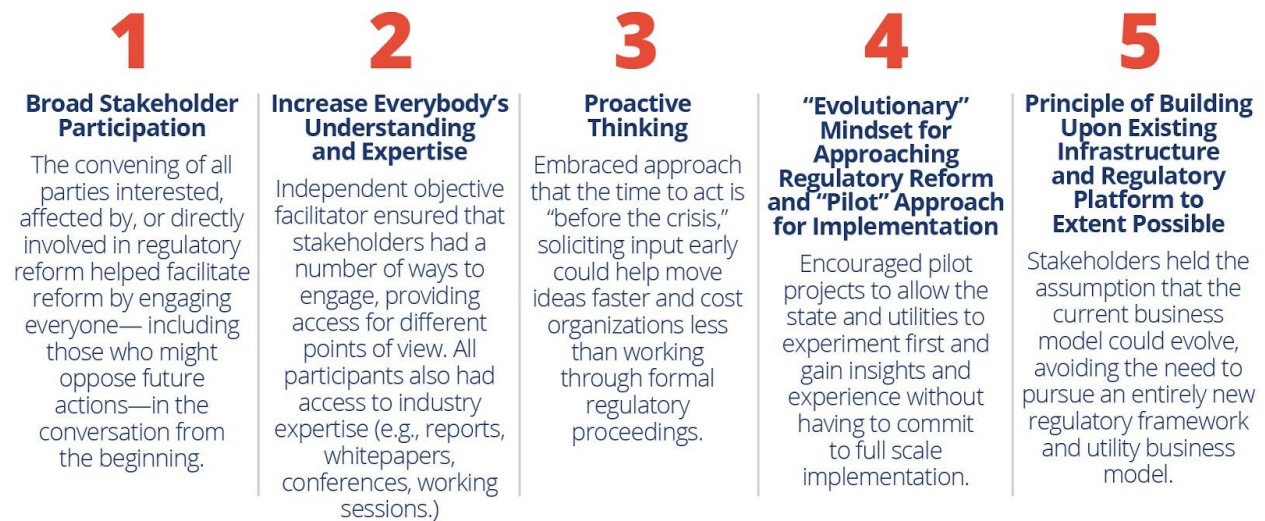 1
Broad Stakeholder
Participation
The convening of all
parties interested,
affected by, or directly
involved in regulatory
reform helped facilitate
reform by engaging
everyone— including
those who might
oppose future
actions—in the
conversation from
the beginning.
2
Increase Everybody's
Understanding
and Expertise
Independent objective
facilitator ensured that
stakeholders had a
number of ways to
engage, providing
access for different
points of view. All
participants also had
access to industry
expertise (e.g., reports,
whitepapers,
conferences, working
sessions.)
3
Proactive
Thinking
Embraced approach
that the time to act is
“before the crisis,”
soliciting input early
could help move
ideas faster and cost
organizations less
than working
through formal
regulatory
proceedings.
4
“Evolutionary”
Mindset for
Approaching
Regulatory Reform
and “Pilot” Approach
for Implementation
Encouraged pilot
projects to allow the
state and utilities to
experiment first and
gain insights and
experience without
having to commit
to full scale
implementation.
5
Principle of Building
Upon Existing
Infrastructure
and Regulatory
Platform to
Extent Possible
Stakeholders held the
assumption that the
current business
model could evolve,
avoiding the need to
pursue an entirely new
regulatory framework
and utility business
model.